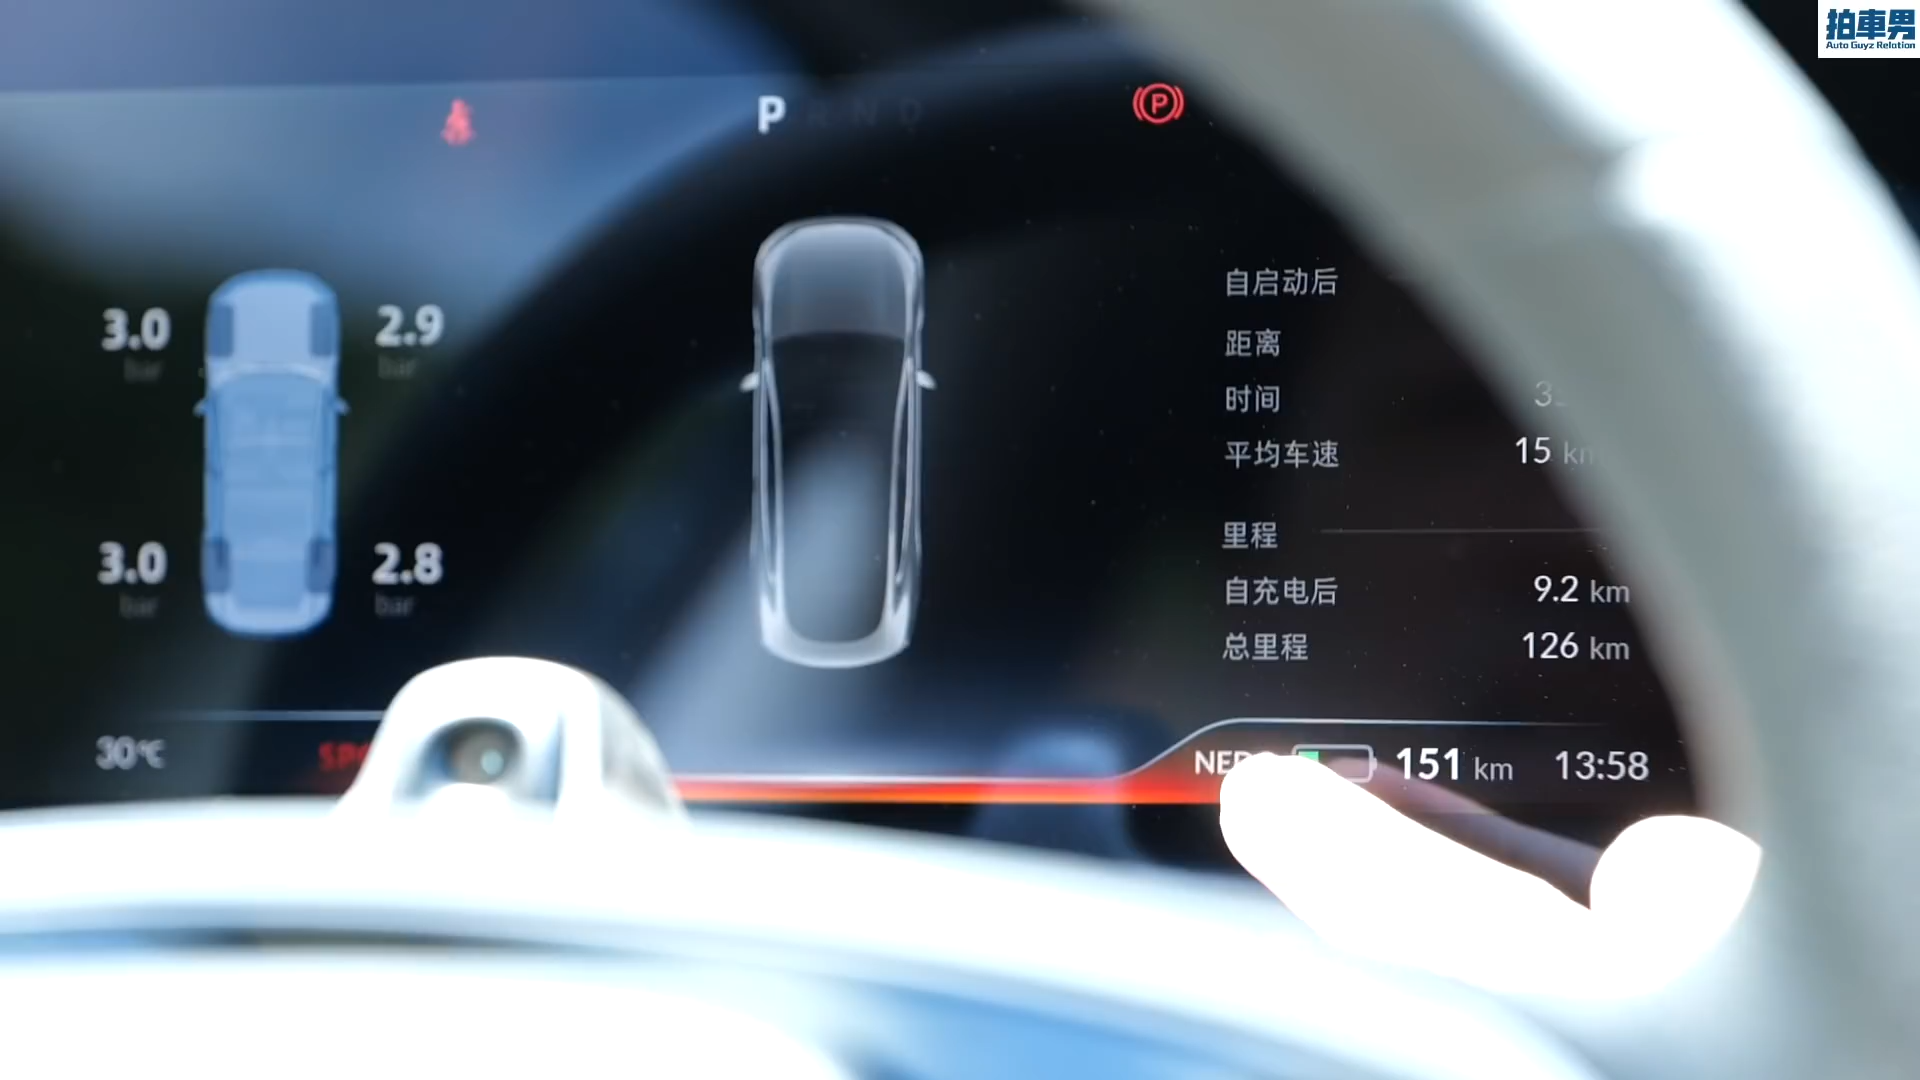 拍車男
Auto Guyz Relation
P R N D
P
3.0 bar
2.9 bar
3.0 bar
2.8 bar
自启动后
距离
时间
平均车速 15
里程
自充电后 9.2 km
总里程 126 km
30℃
151 km
13:58